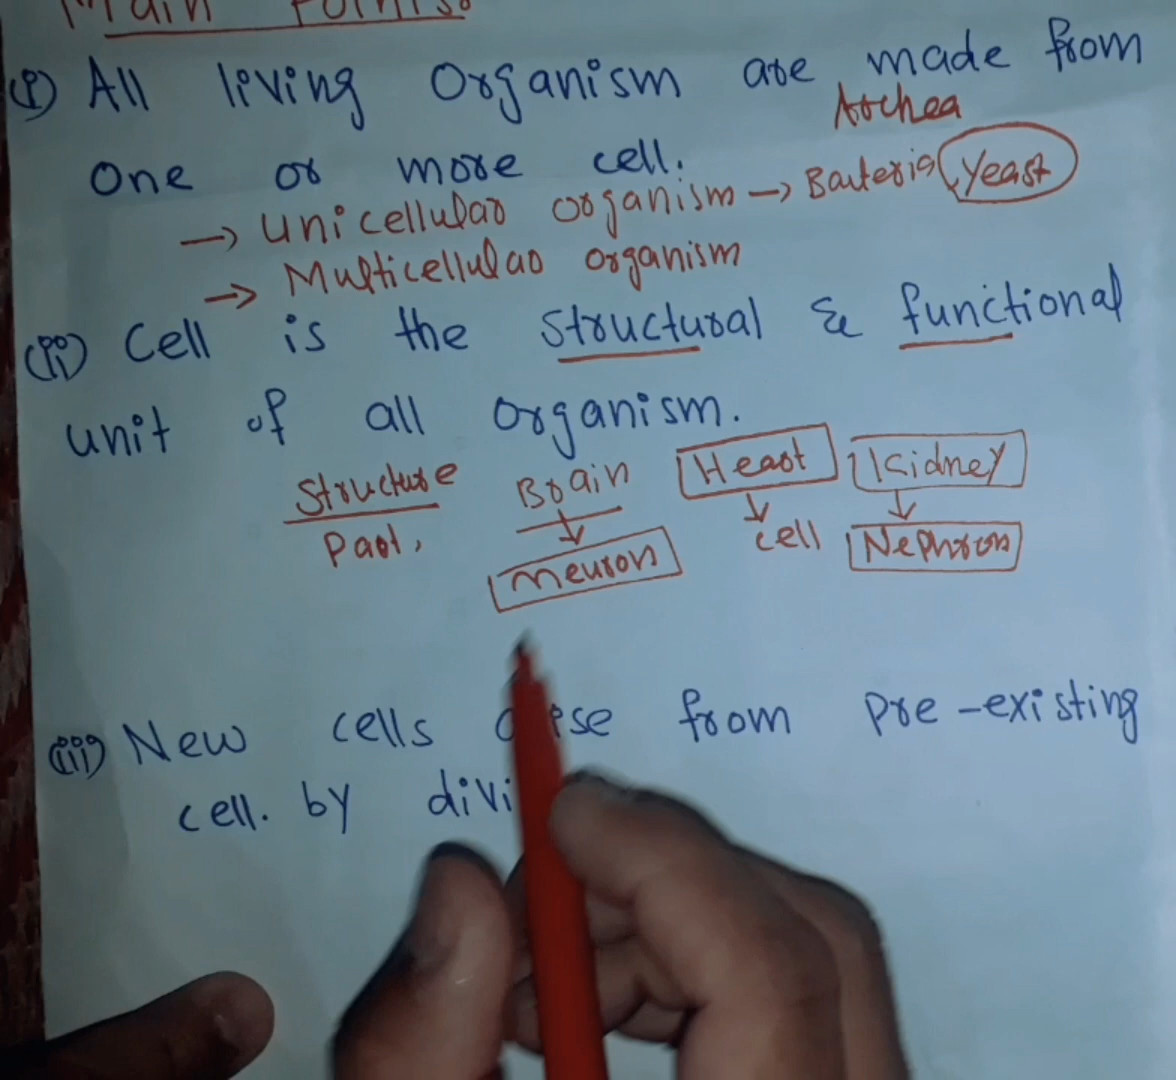 Main Points:
(i) All living Organism are made from
Archea
One or more cell.
→ Unicellular organism → Bacteria, Yeast
→ Multicellular organism
(ii) Cell is the structural & functional
unit of all organism.
Structure Brain Heart Kidney
Part, neuron cell Nephron
(iii) New cells from Pre-existing
cell. by